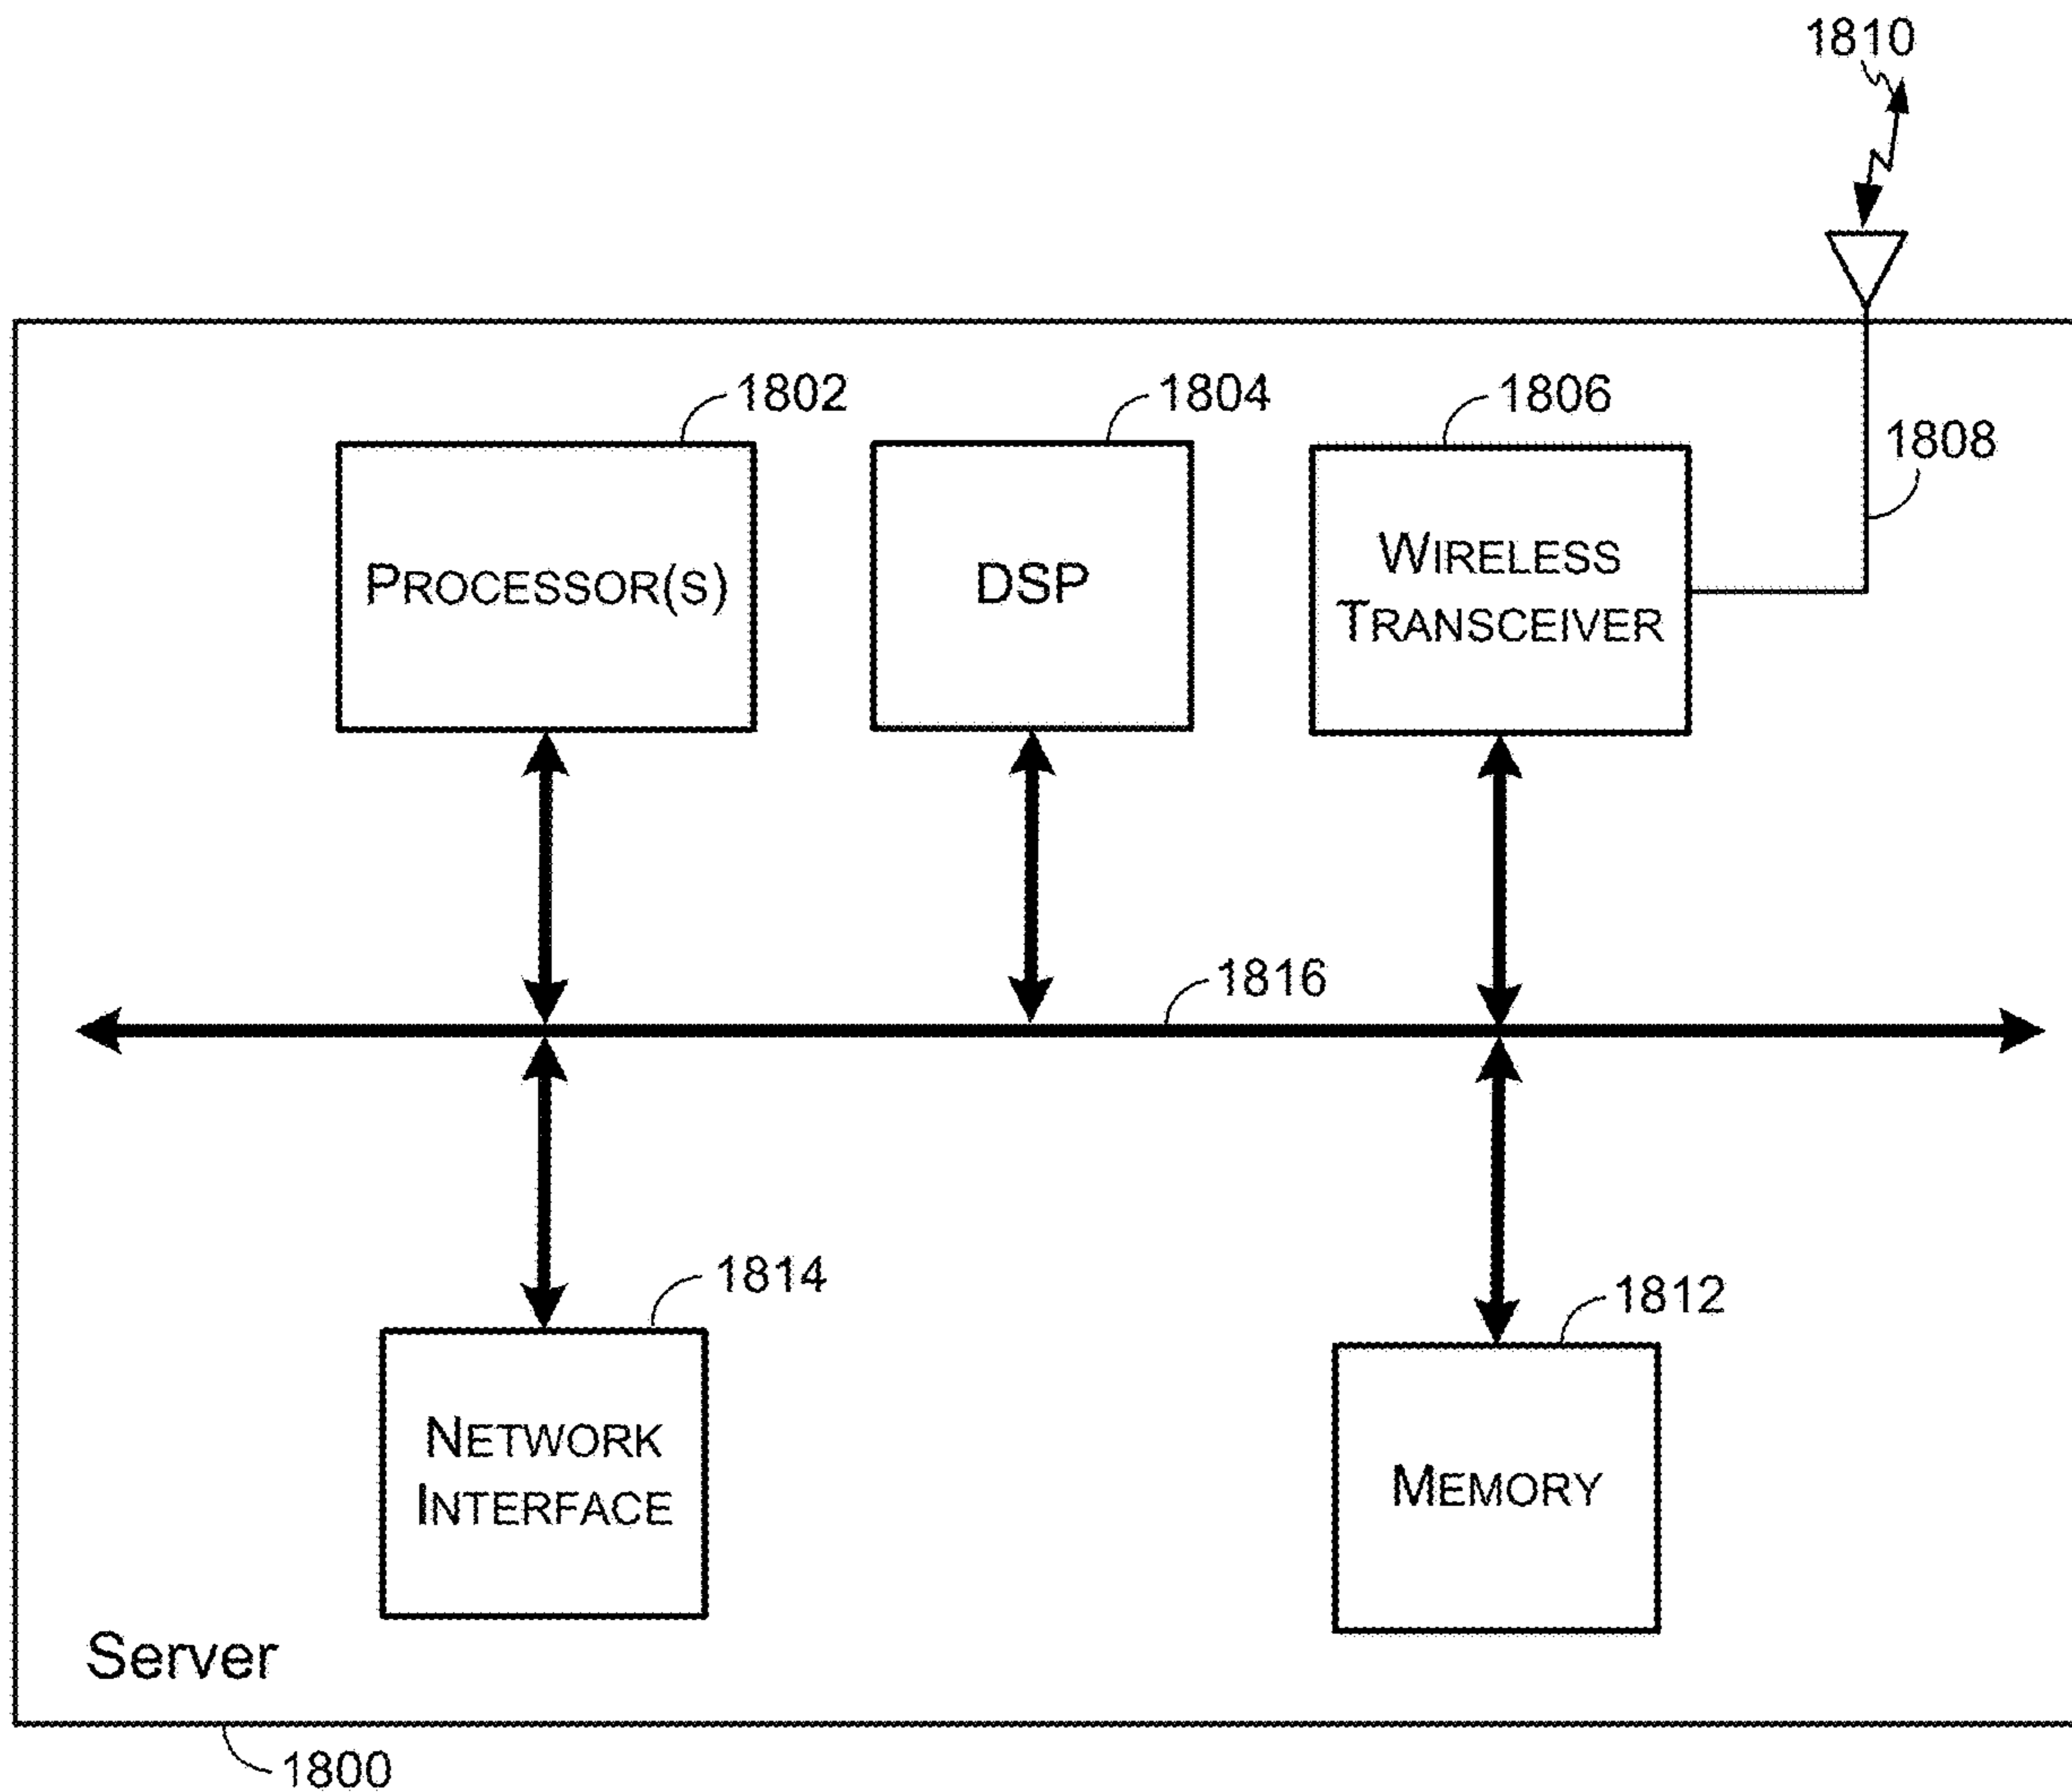 1810
1802
1804
1806
1808
PROCESSOR(S)
DSP
WIRELESS
TRANSCEIVER
1816
1814
1812
NETWORK
INTERFACE
MEMORY
Server
1800